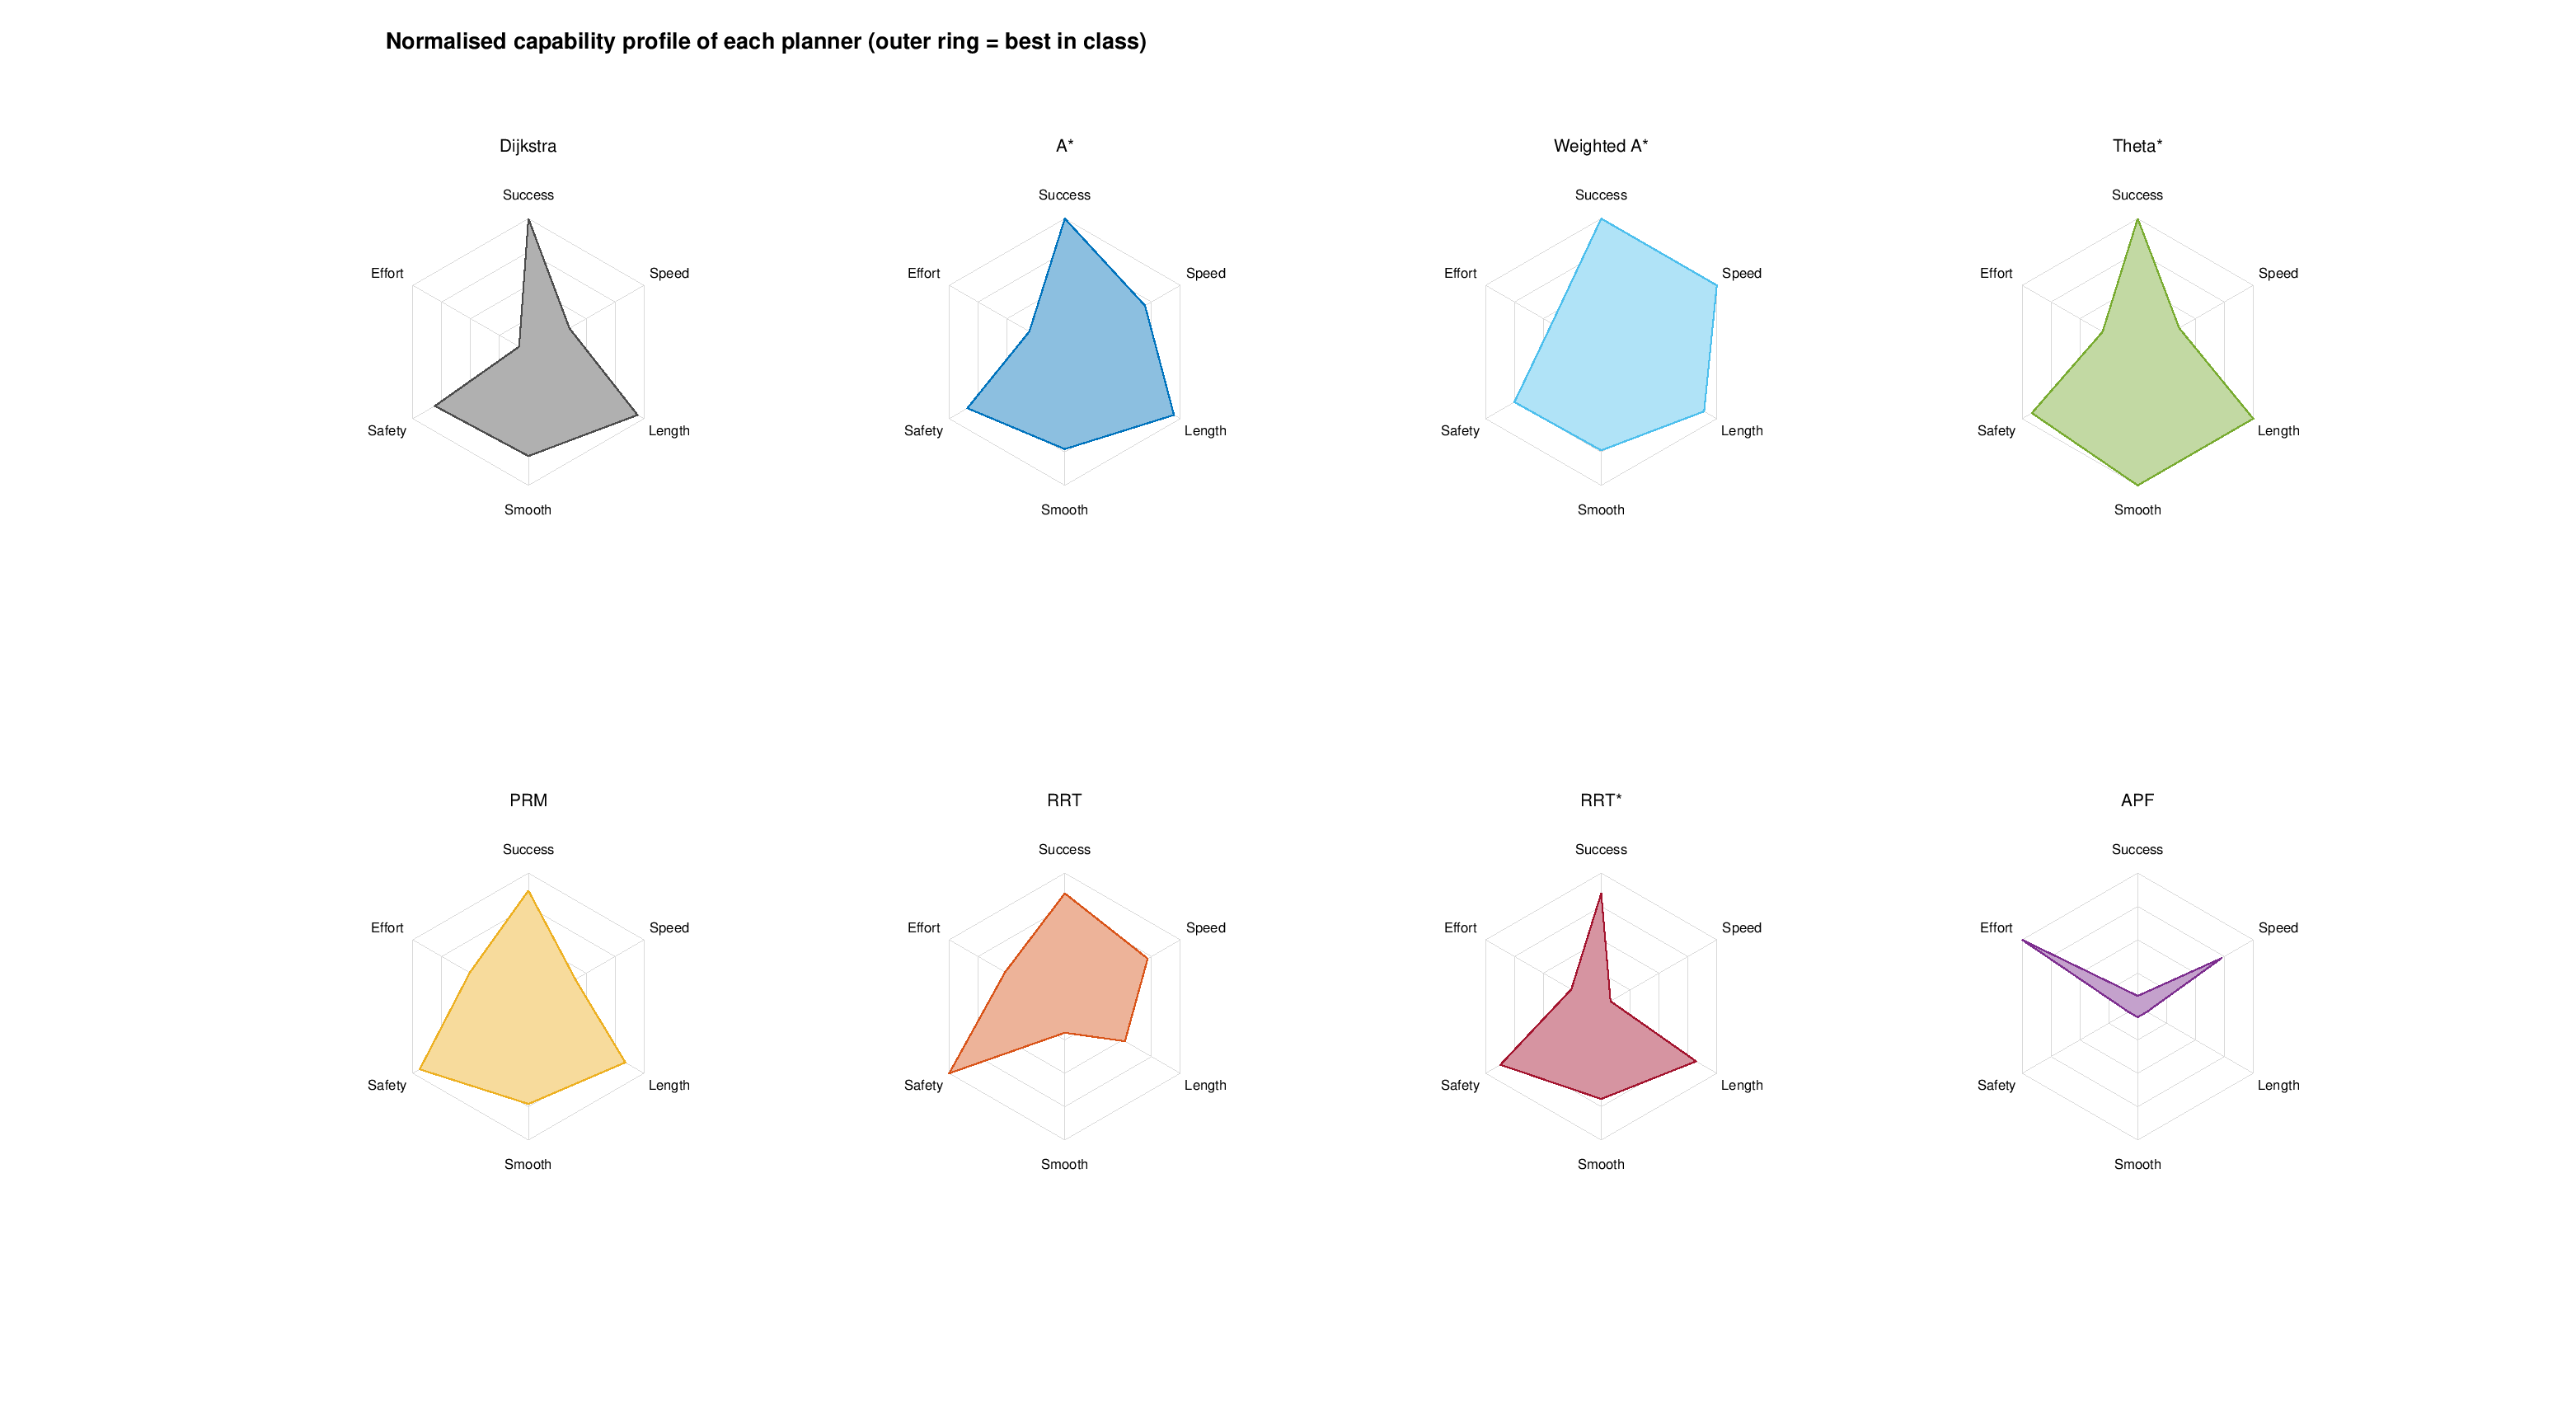 Normalised capability profile of each planner (outer ring = best in class)
Dijkstra
Success
Speed
Length
Smooth
Safety
Effort
A*
Success
Speed
Length
Smooth
Safety
Effort
Weighted A*
Success
Speed
Length
Smooth
Safety
Effort
Theta*
Success
Speed
Length
Smooth
Safety
Effort
PRM
Success
Speed
Length
Smooth
Safety
Effort
RRT
Success
Speed
Length
Smooth
Safety
Effort
RRT*
Success
Speed
Length
Smooth
Safety
Effort
APF
Success
Speed
Length
Smooth
Safety
Effort